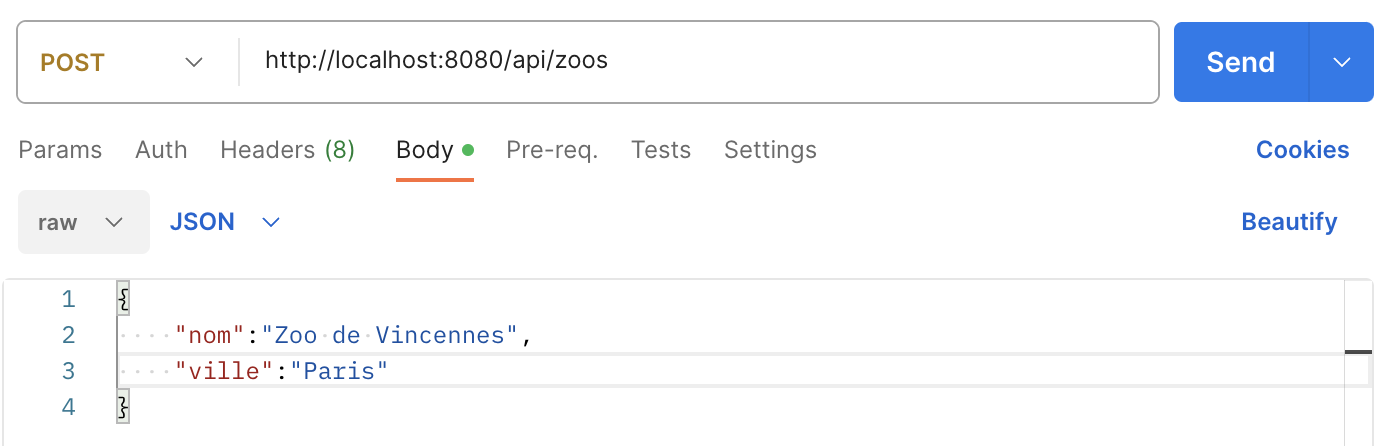 POST http://localhost:8080/api/zoos Send
Params Auth Headers (8) Body Pre-req. Tests Settings Cookies
raw JSON Beautify
1 {
2 "nom":"Zoo de Vincennes",
3 "ville":"Paris"
4 }